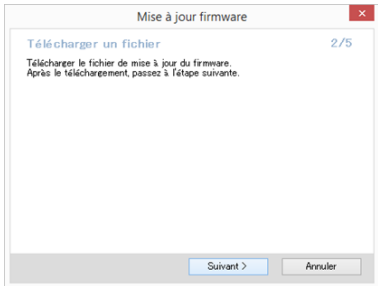 Mise à jour firmware
Télécharger un fichier 2/5
Télécharger le fichier de mise à jour du firmware.
Après le téléchargement, passez à l'étape suivante.
Suivant > Annuler